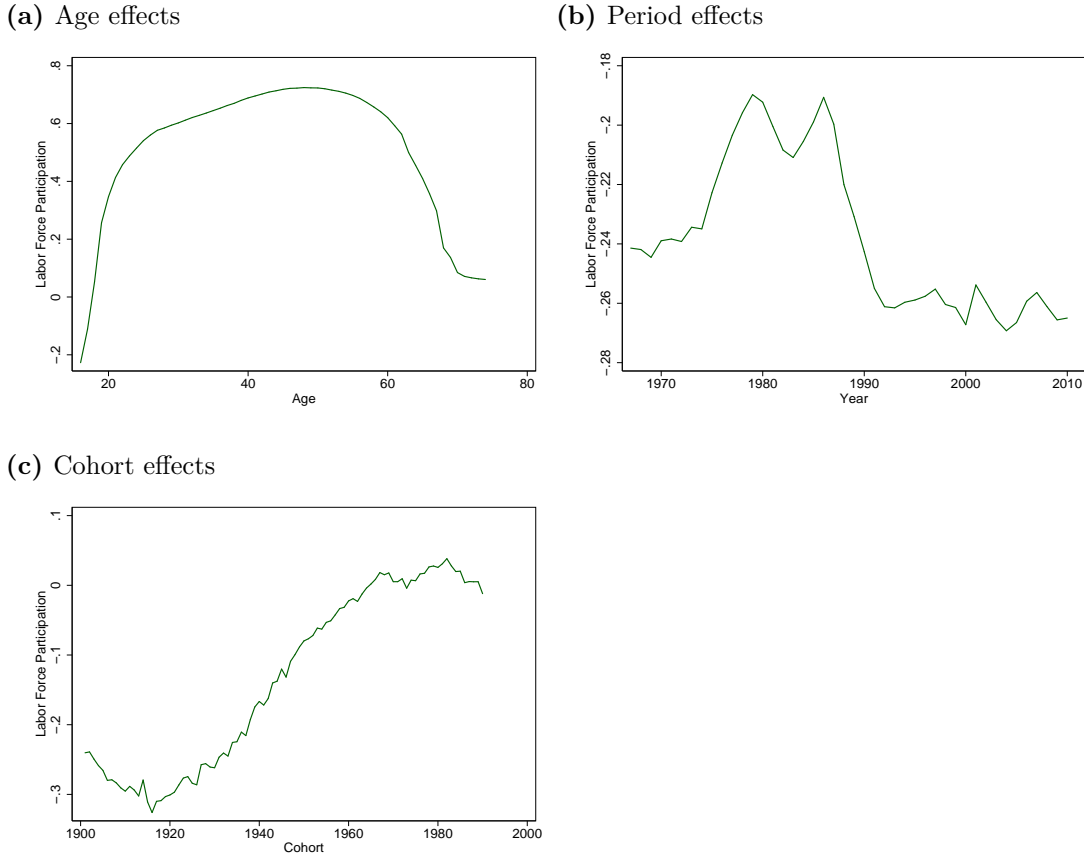 (a) Age effects
Labor Force Participation
.8
.6
.4
.2
0
-.2
20 40 60 80
Age
(b) Period effects
Labor Force Participation
-.18
-.2
-.22
-.24
-.26
-.28
1970 1980 1990 2000 2010
Year
(c) Cohort effects
Labor Force Participation
.1
0
-.1
-.2
-.3
1900 1920 1940 1960 1980 2000
Cohort